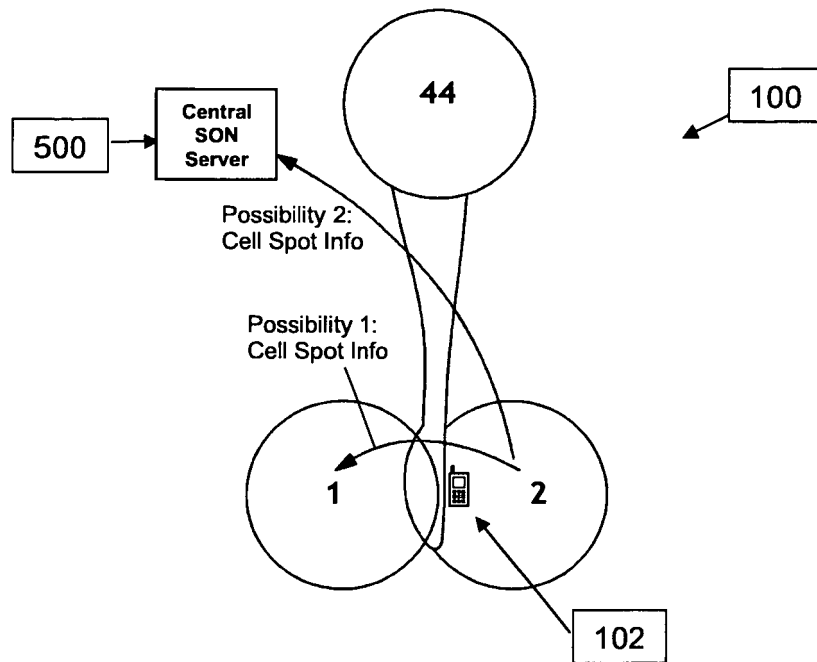 44
100
Central
SON
Server
500
Possibility 2:
Cell Spot Info
Possibility 1:
Cell Spot Info
1
2
102